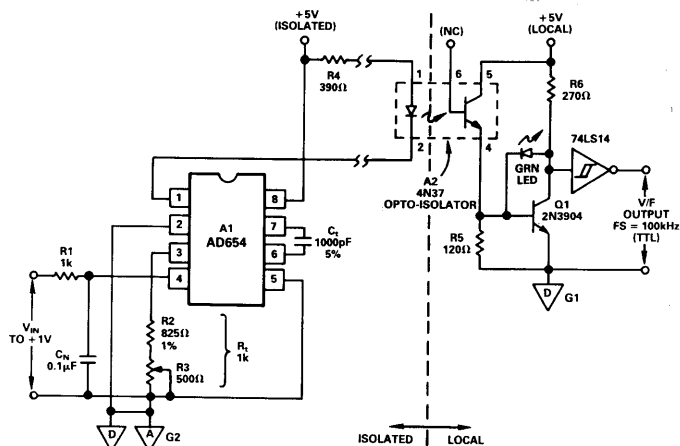 +5V
(ISOLATED)
R4
390Ω
(NC)
+5V
(LOCAL)
1
6
5
2
4
A2
4N37
OPTO-ISOLATOR
R6
270Ω
GRN
LED
74LS14
Q1
2N3904
R5
120Ω
V/F
OUTPUT
FS = 100kHz
(TTL)
D
G1
1
2
3
4
8
7
6
5
A1
AD654
Ct
1000pF
5%
R1
1k
VIN
TO +1V
CN
0.1μF
R2
825Ω
1%
R3
500Ω
Rt
1k
D
A
G2
ISOLATED
LOCAL